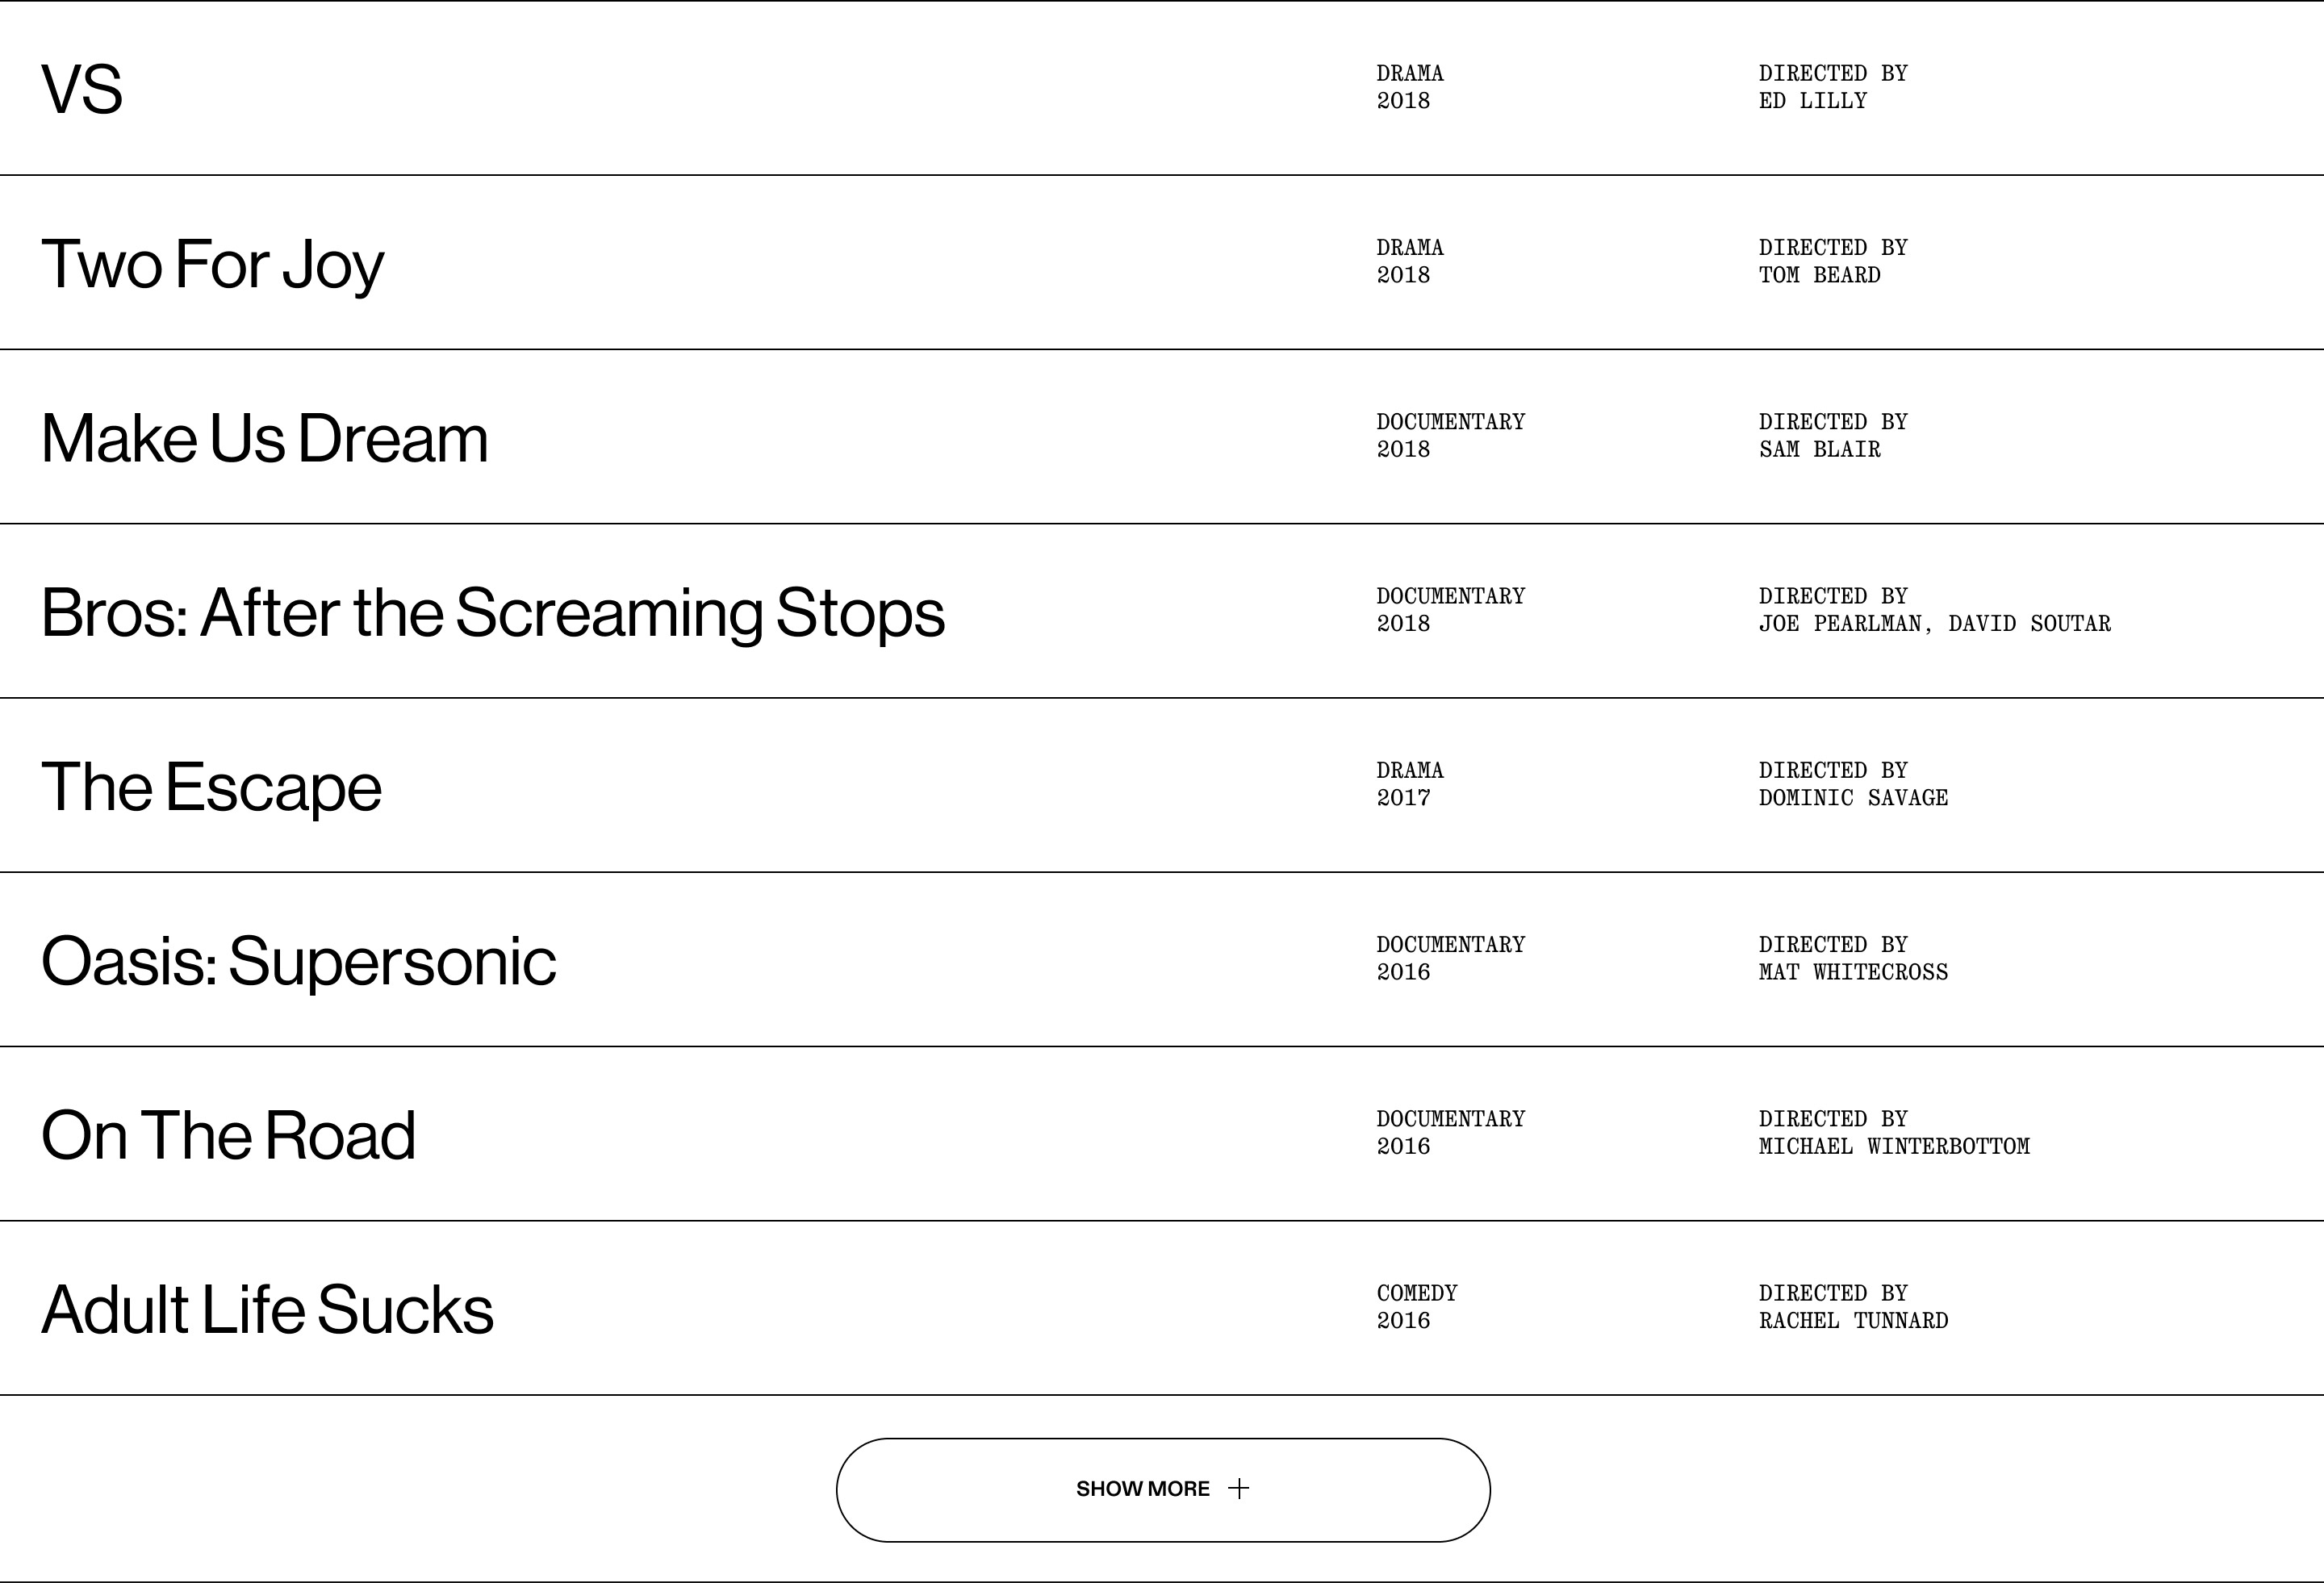 VS
DRAMA
2018
DIRECTED BY
ED LILLY
Two For Joy
DRAMA
2018
DIRECTED BY
TOM BEARD
Make Us Dream
DOCUMENTARY
2018
DIRECTED BY
SAM BLAIR
Bros: After the Screaming Stops
DOCUMENTARY
2018
DIRECTED BY
JOE PEARLMAN, DAVID SOUTAR
The Escape
DRAMA
2017
DIRECTED BY
DOMINIC SAVAGE
Oasis: Supersonic
DOCUMENTARY
2016
DIRECTED BY
MAT WHITECROSS
On The Road
DOCUMENTARY
2016
DIRECTED BY
MICHAEL WINTERBOTTOM
Adult Life Sucks
COMEDY
2016
DIRECTED BY
RACHEL TUNNARD
SHOW MORE +